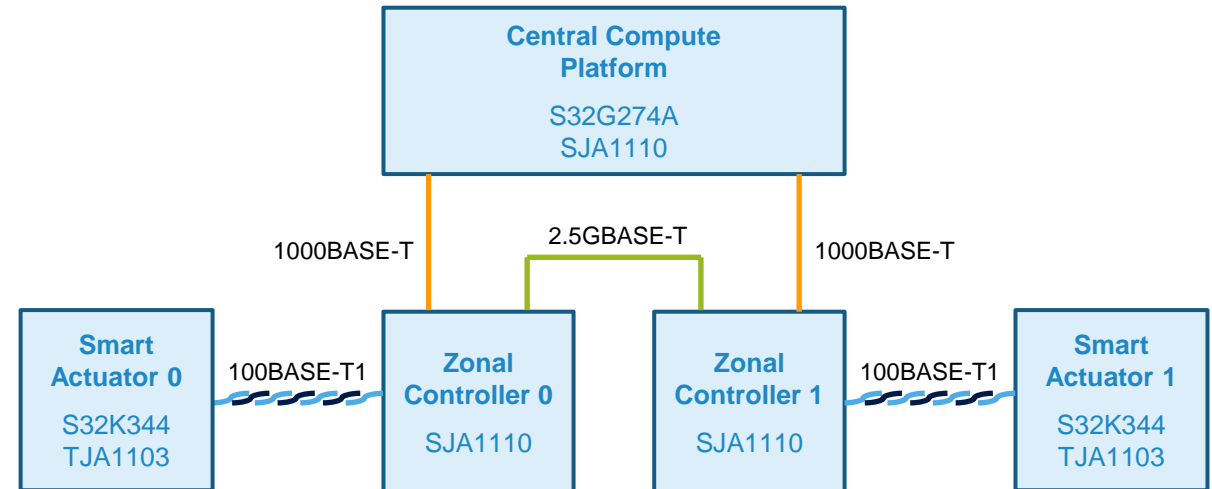 Central Compute
Platform
S32G274A
SJA1110
1000BASE-T
2.5GBASE-T
1000BASE-T
Smart
Actuator 0
S32K344
TJA1103
100BASE-T1
Zonal
Controller 0
SJA1110
Zonal
Controller 1
SJA1110
100BASE-T1
Smart
Actuator 1
S32K344
TJA1103